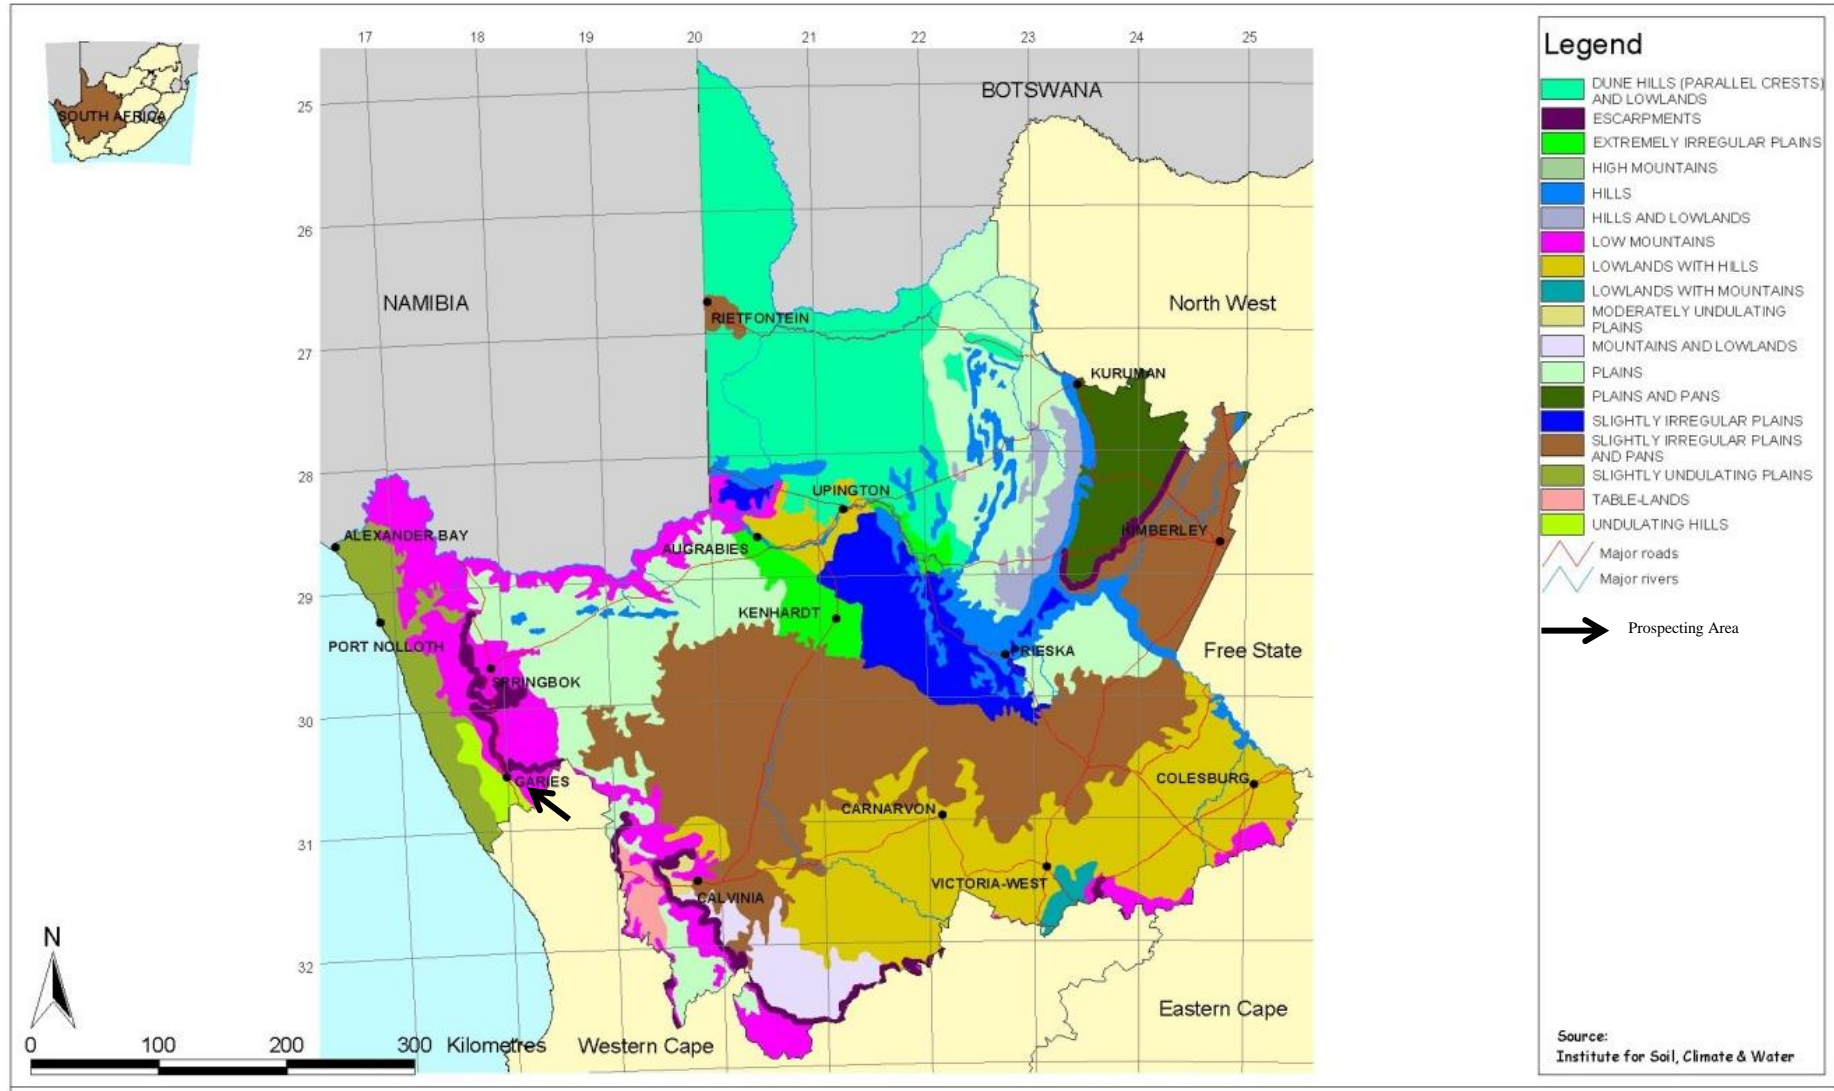 17 18 19 20 21 22 23 24 25
SOUTH AFRICA
BOTSWANA
25
26
NAMIBIA
North West
RIETFONTEIN
27
KURUMAN
28
UPINGTON
ALEXANDER BAY
KIMBERLEY
AUGRABIES
29
KENHARDT
PORT NOLLOTH
PRIESKA
Free State
SPRINGBOK
30
GARIES
COLESBURG
CARNARVON
31
VICTORIA-WEST
CALVINIA
32
Eastern Cape
Western Cape
N
0 100 200 300 Kilometres
Legend
DUNE HILLS (PARALLEL CRESTS)
AND LOWLANDS
ESCARPMENTS
EXTREMELY IRREGULAR PLAINS
HIGH MOUNTAINS
HILLS
HILLS AND LOWLANDS
LOW MOUNTAINS
LOWLANDS WITH HILLS
LOWLANDS WITH MOUNTAINS
MODERATELY UNDULATING
PLAINS
MOUNTAINS AND LOWLANDS
PLAINS
PLAINS AND PANS
SLIGHTLY IRREGULAR PLAINS
SLIGHTLY IRREGULAR PLAINS
AND PANS
SLIGHTLY UNDULATING PLAINS
TABLE-LANDS
UNDULATING HILLS
Major roads
Major rivers
Prospecting Area
Source:
Institute for Soil, Climate & Water